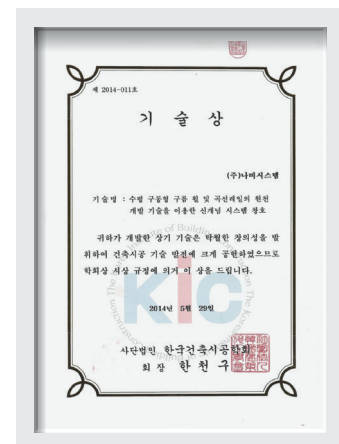 제 2014-011호
기 술 상
(주)나비시스템
기 술 명 : 수평 구동형 구름 휠 및 곡선레일의 원천
개발 기술을 이용한 신개념 시스템 창호
귀하가 개발한 상기 기술은 탁월한 창의성을 발
휘하여 건축시공 기술 발전에 크게 공헌하였으므로
학회상 시상 규정에 의거 이 상을 드립니다.
KIC
2014년 5월 29일
사단법인 한국건축시공학회
회 장 한 천 구